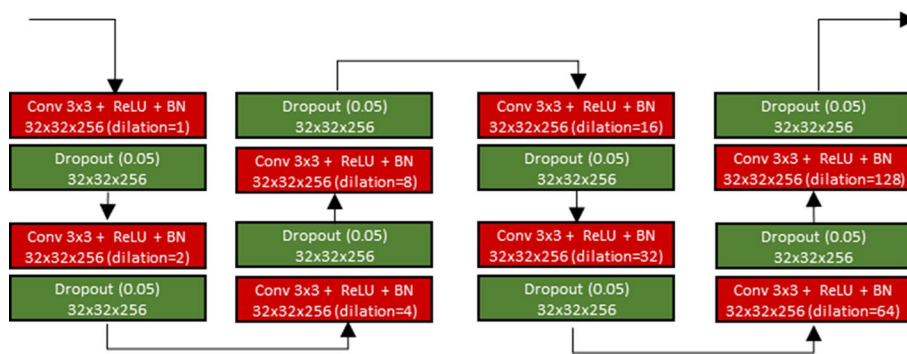 Conv 3x3 + ReLU + BN
32x32x256 (dilation=1)
Dropout (0.05)
32x32x256
Conv 3x3 + ReLU + BN
32x32x256 (dilation=2)
Dropout (0.05)
32x32x256
Dropout (0.05)
32x32x256
Conv 3x3 + ReLU + BN
32x32x256 (dilation=8)
Dropout (0.05)
32x32x256
Conv 3x3 + ReLU + BN
32x32x256 (dilation=4)
Conv 3x3 + ReLU + BN
32x32x256 (dilation=16)
Dropout (0.05)
32x32x256
Conv 3x3 + ReLU + BN
32x32x256 (dilation=32)
Dropout (0.05)
32x32x256
Dropout (0.05)
32x32x256
Conv 3x3 + ReLU + BN
32x32x256 (dilation=128)
Dropout (0.05)
32x32x256
Conv 3x3 + ReLU + BN
32x32x256 (dilation=64)